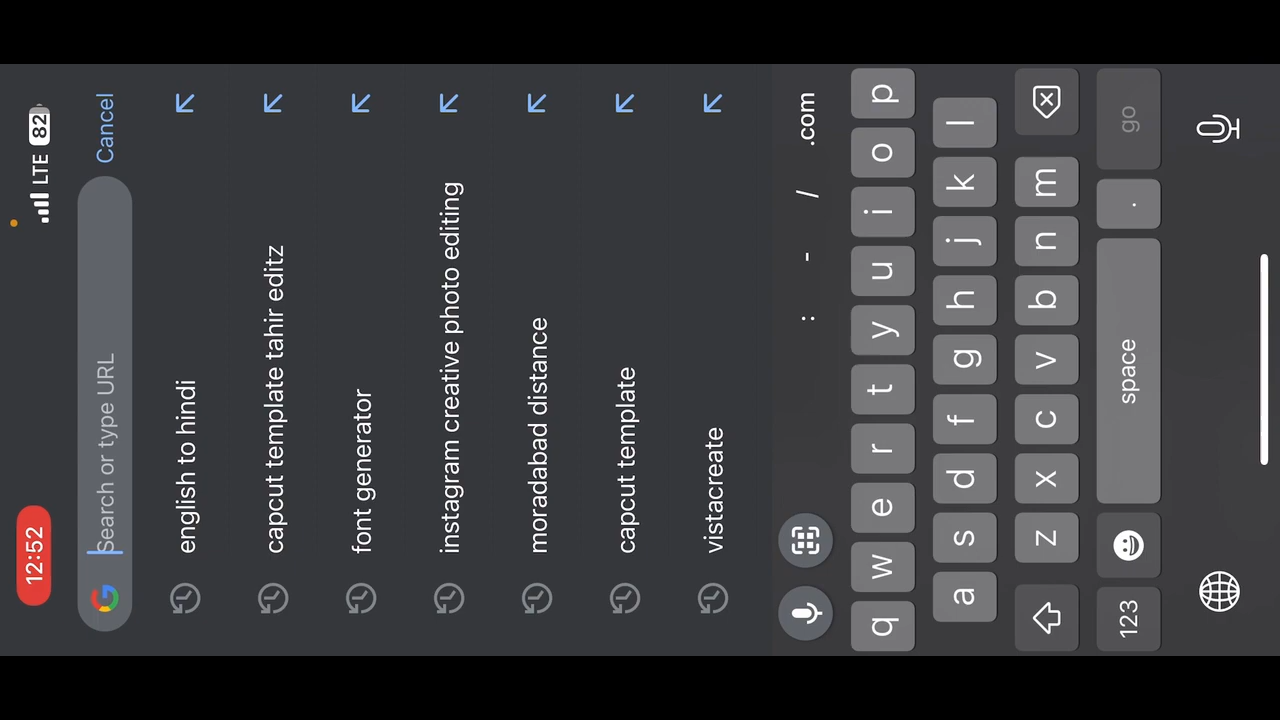 12:52
LTE 82
Search or type URL
Cancel
english to hindi
capcut template tahir editz
font generator
instagram creative photo editing
moradabad distance
capcut template
vistacreate
: - / .com
q w e r t y u i o p
a s d f g h j k l
z x c v b n m
123 space . go